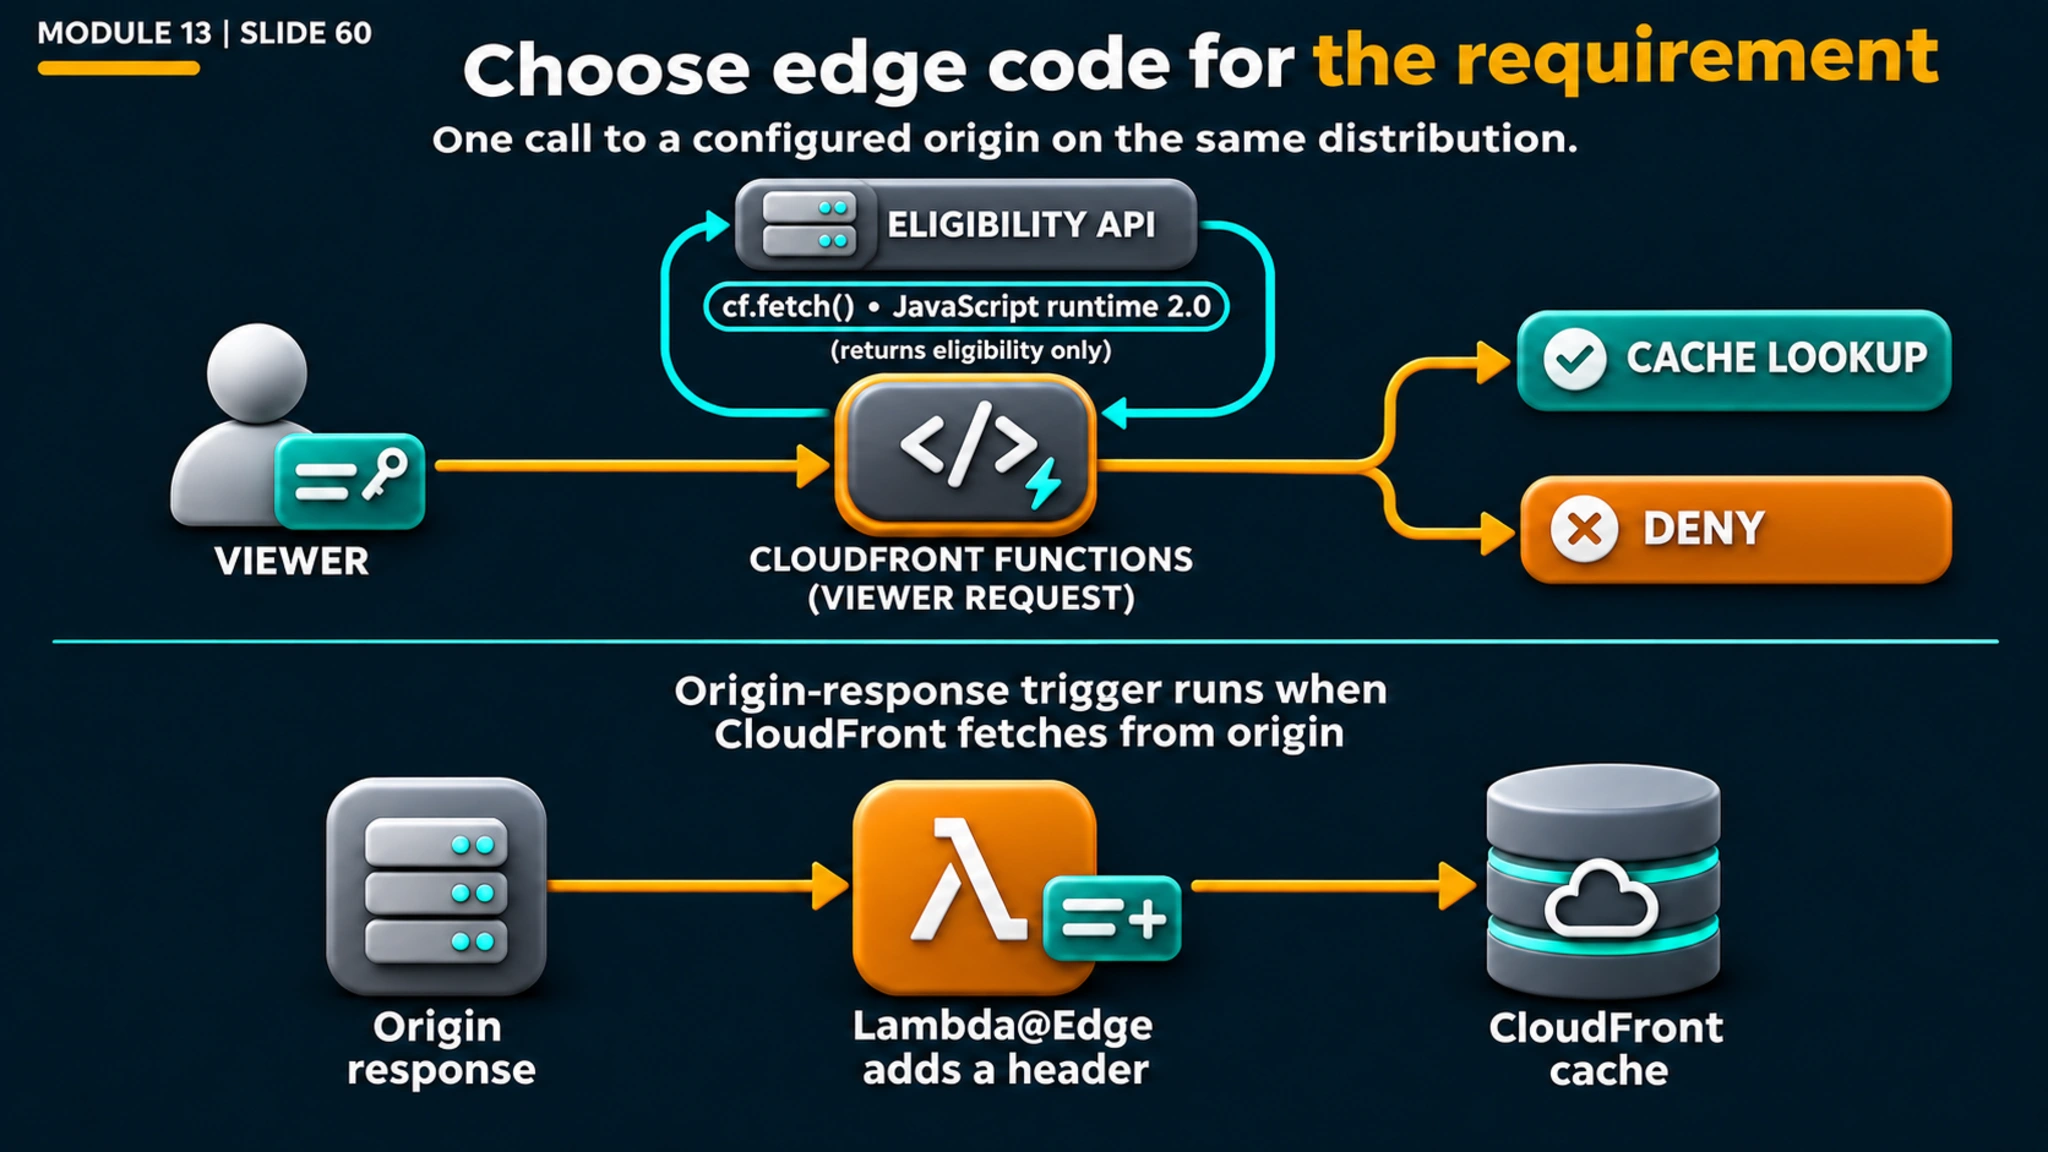 MODULE 13 | SLIDE 60
Choose edge code for the requirement
One call to a configured origin on the same distribution.
ELIGIBILITY API
cf.fetch() • JavaScript runtime 2.0
(returns eligibility only)
VIEWER
CLOUDFRONT FUNCTIONS
(VIEWER REQUEST)
CACHE LOOKUP
DENY
Origin-response trigger runs when
CloudFront fetches from origin
Origin
response
Lambda@Edge
adds a header
CloudFront
cache